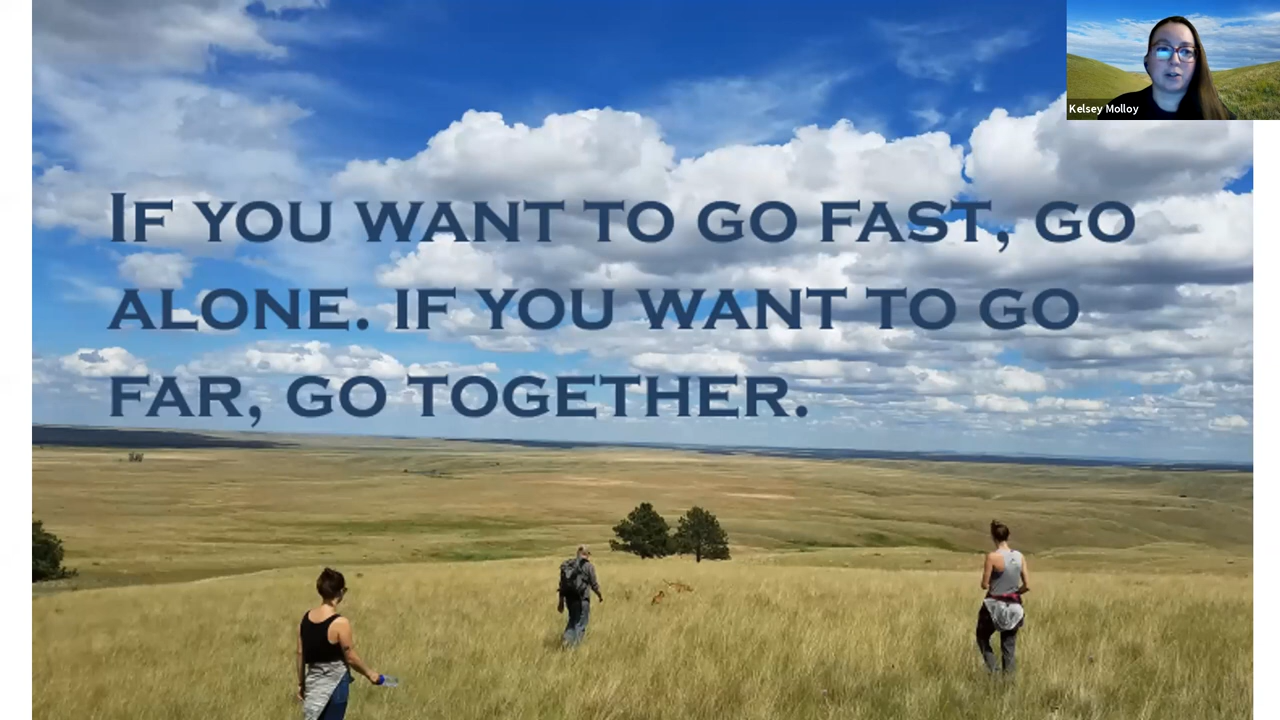 Kelsey Molloy
IF YOU WANT TO GO FAST, GO
ALONE. IF YOU WANT TO GO
FAR, GO TOGETHER.